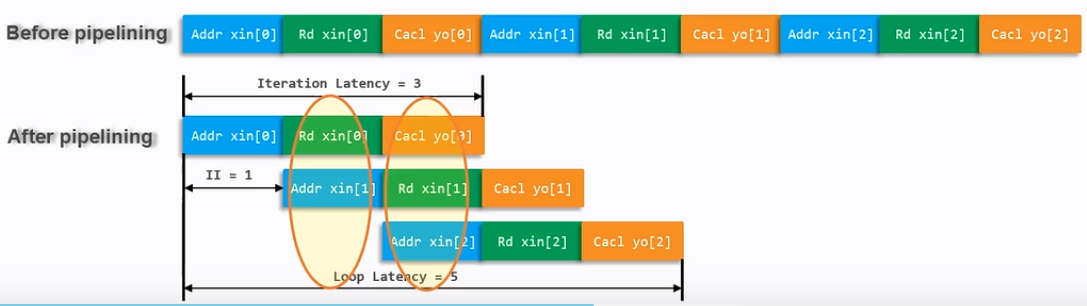 Before pipelining Addr xin[0] Rd xin[0] Cacl yo[0] Addr xin[1] Rd xin[1] Cacl yo[1] Addr xin[2] Rd xin[2] Cacl yo[2]
Iteration Latency = 3
After pipelining Addr xin[0] Rd xin[0] Cacl yo[0]
II = 1 Addr xin[1] Rd xin[1] Cacl yo[1]
Addr xin[2] Rd xin[2] Cacl yo[2]
Loop Latency = 5